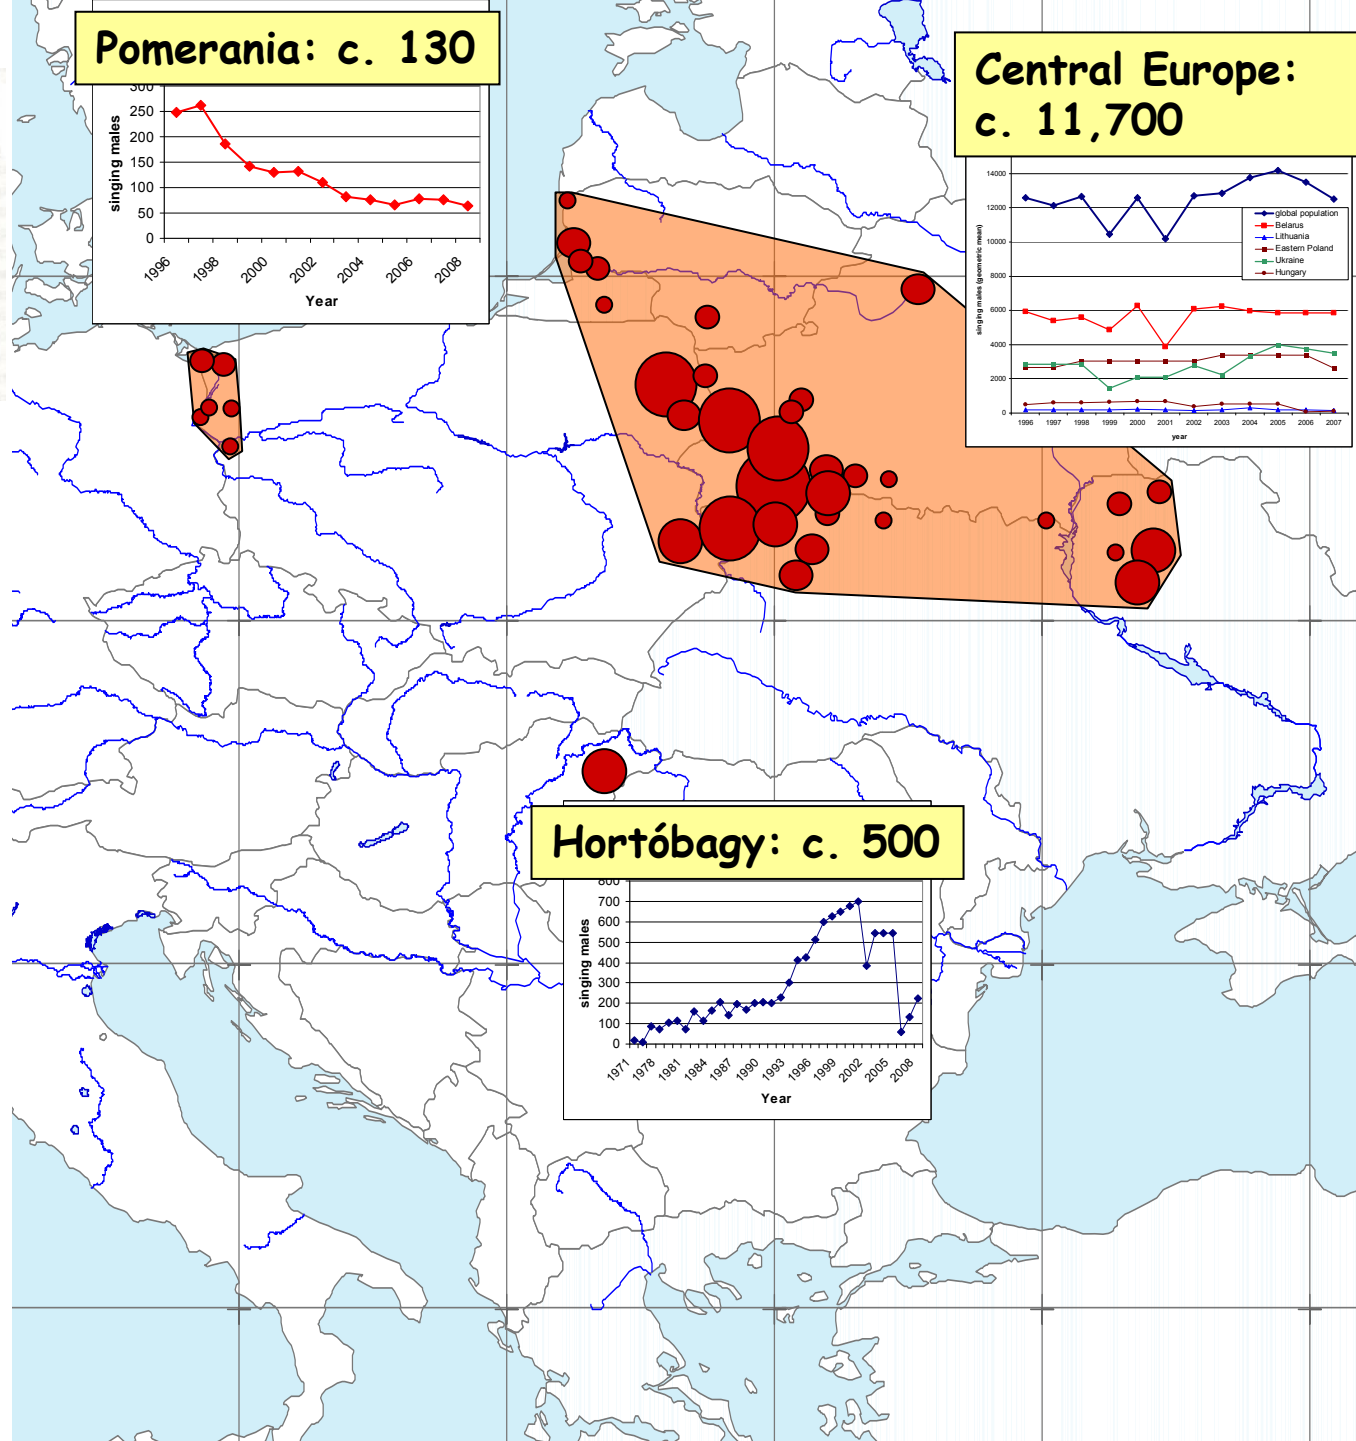 Pomerania: c. 130
300
250
200
150
100
50
0
singing males
1996
1998
2000
2002
2004
2006
2008
Year
Central Europe:
c. 11,700
14000
12000
10000
8000
6000
4000
2000
0
singing males (geometric mean)
global population
Belarus
Lithuania
Eastern Poland
Ukraine
Hungary
1996 1997 1998 1999 2000 2001 2002 2003 2004 2005 2006 2007
year
Hortóbagy: c. 500
800
700
600
500
400
300
200
100
0
singing males
1971
1978
1981
1984
1987
1990
1993
1996
1999
2002
2005
2008
Year